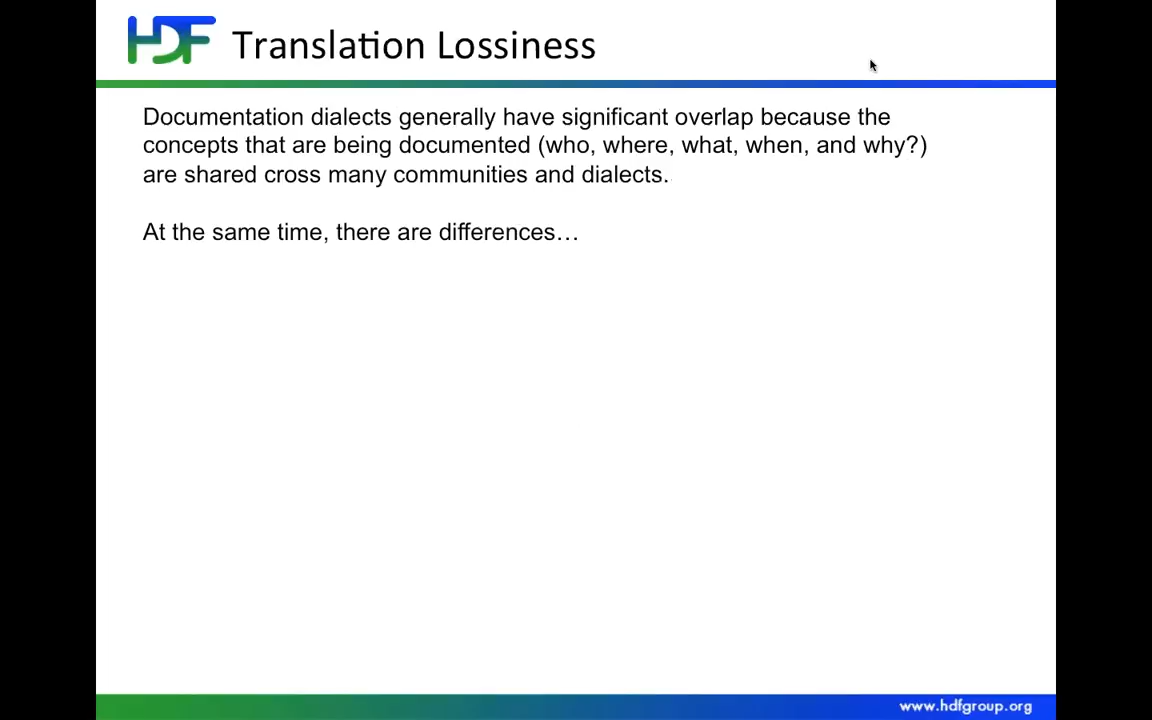 HDF Translation Lossiness
Documentation dialects generally have significant overlap because the
concepts that are being documented (who, where, what, when, and why?)
are shared cross many communities and dialects.
At the same time, there are differences…
www.hdfgroup.org